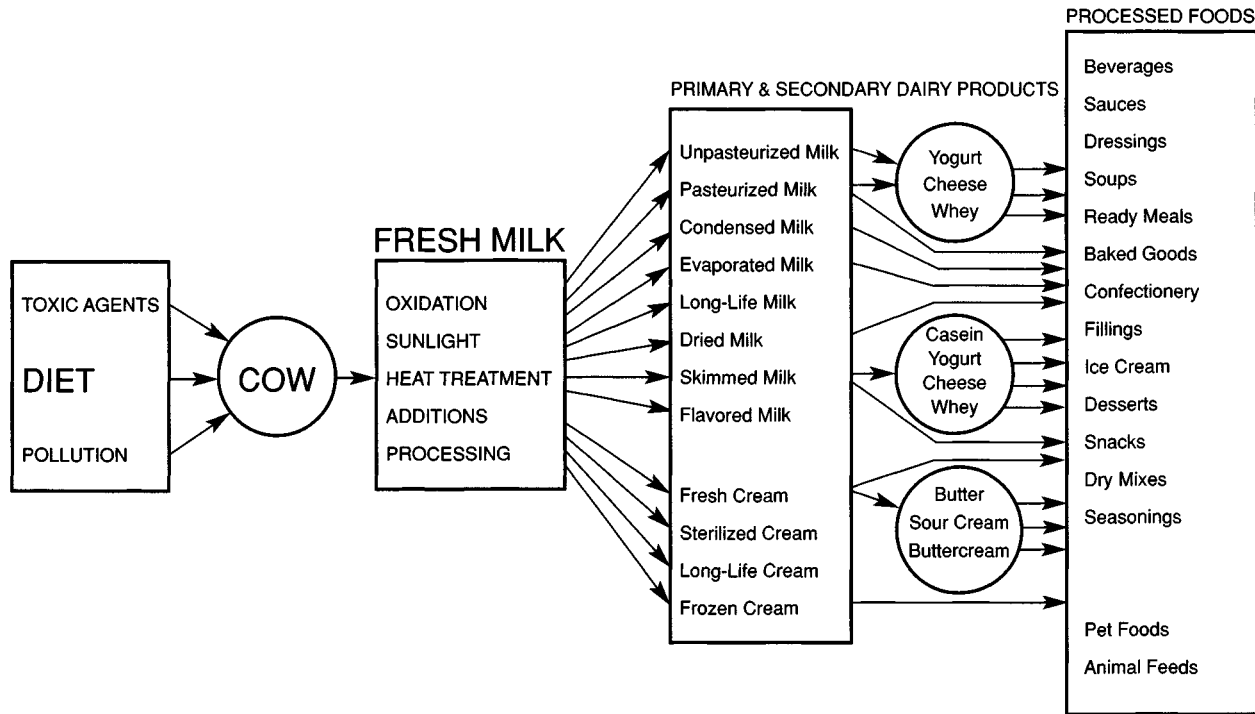 PROCESSED FOODS
PRIMARY & SECONDARY DAIRY PRODUCTS
FRESH MILK
TOXIC AGENTS
DIET
POLLUTION
COW
OXIDATION
SUNLIGHT
HEAT TREATMENT
ADDITIONS
PROCESSING
Unpasteurized Milk
Pasteurized Milk
Condensed Milk
Evaporated Milk
Long-Life Milk
Dried Milk
Skimmed Milk
Flavored Milk
Fresh Cream
Sterilized Cream
Long-Life Cream
Frozen Cream
Yogurt
Cheese
Whey
Casein
Yogurt
Cheese
Whey
Butter
Sour Cream
Buttercream
Beverages
Sauces
Dressings
Soups
Ready Meals
Baked Goods
Confectionery
Fillings
Ice Cream
Desserts
Snacks
Dry Mixes
Seasonings
Pet Foods
Animal Feeds